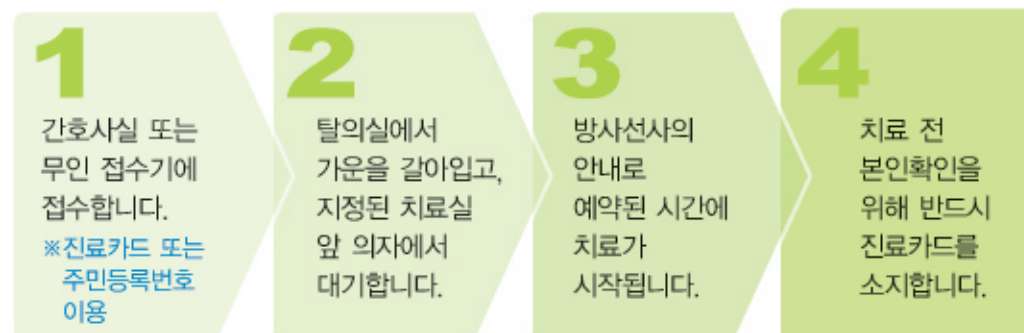 1
간호사실 또는
무인 접수기에
접수합니다.
※진료카드 또는
주민등록번호
이용
2
탈의실에서
가운을 갈아입고,
지정된 치료실
앞 의자에서
대기합니다.
3
방사선사의
안내로
예약된 시간에
치료가
시작됩니다.
4
치료 전
본인확인을
위해 반드시
진료카드를
소지합니다.